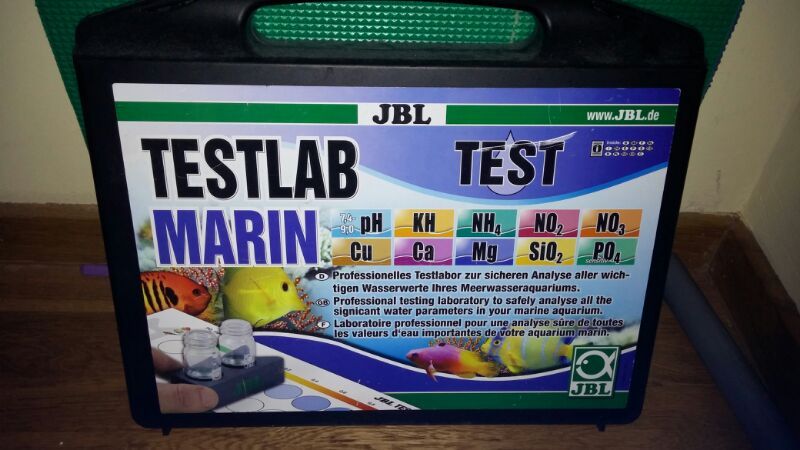 JBL
www.JBL.de
TESTLAB
TEST
MARIN
7,4-
9,0 pH KH NH4 NO2 NO3
Cu Ca Mg SiO2 PO4
sensitiv
D Professionelles Testlabor zur sicheren Analyse aller wich-
tigen Wasserwerte Ihres Meerwasseraquariums.
GB Professional testing laboratory to safely analyse all the
signicant water parameters in your marine aquarium.
F Laboratoire professionnel pour une analyse sûre de toutes
les valeurs d'eau importantes de votre aquarium marin.
JBL